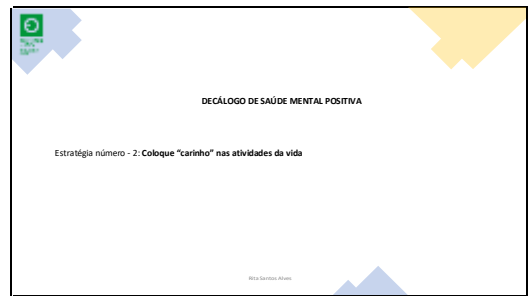 DECÁLOGO DE SAÚDE MENTAL POSITIVA
Estratégia número - 2: Coloque “carinho” nas atividades da vida
Rita Santos Alves